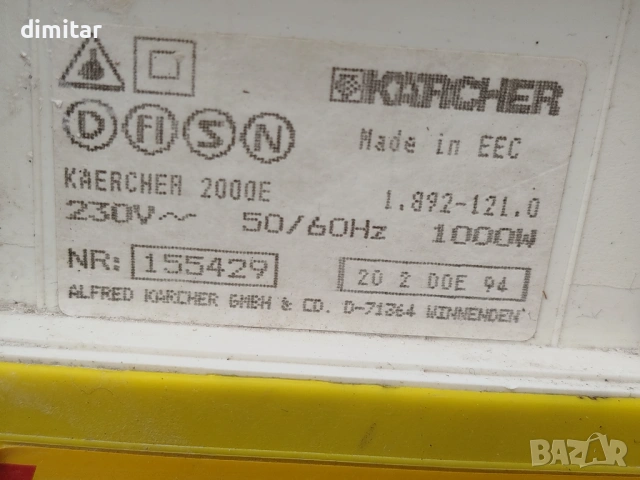 dimitar
KÄRCHER
D FI S N
Made in EEC
KAERCHER 2000E
1.892-121.0
230V~ 50/60Hz 1000W
NR: 155429
20 2 00E 94
ALFRED KÄRCHER GMBH & CO. D-71364 WINNENDEN
BAZAR